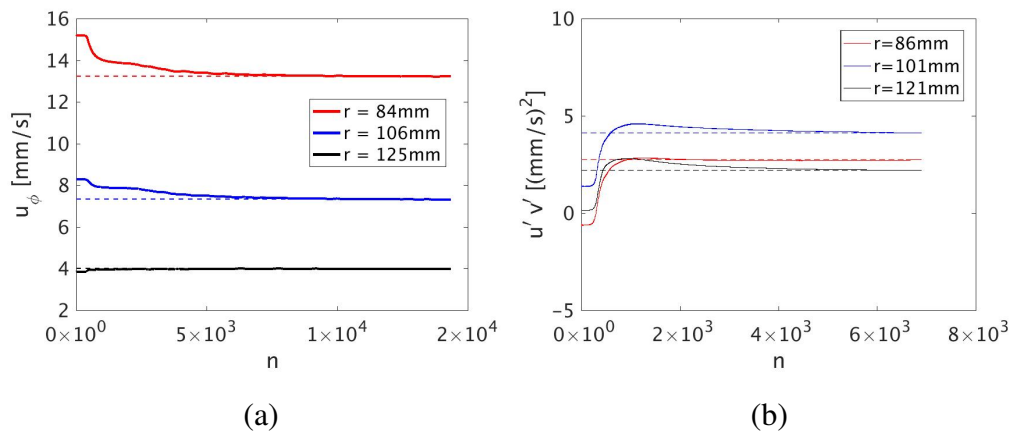 16
14
12
10
8
6
4
2
u_ϕ [mm/s]
r = 84mm
r = 106mm
r = 125mm
0×10⁰
5×10³
1×10⁴
2×10⁴
n
(a)
10
5
0
−5
u′ v′ [(mm/s)²]
r=86mm
r=101mm
r=121mm
0×10⁰
2×10³
4×10³
6×10³
8×10³
n
(b)